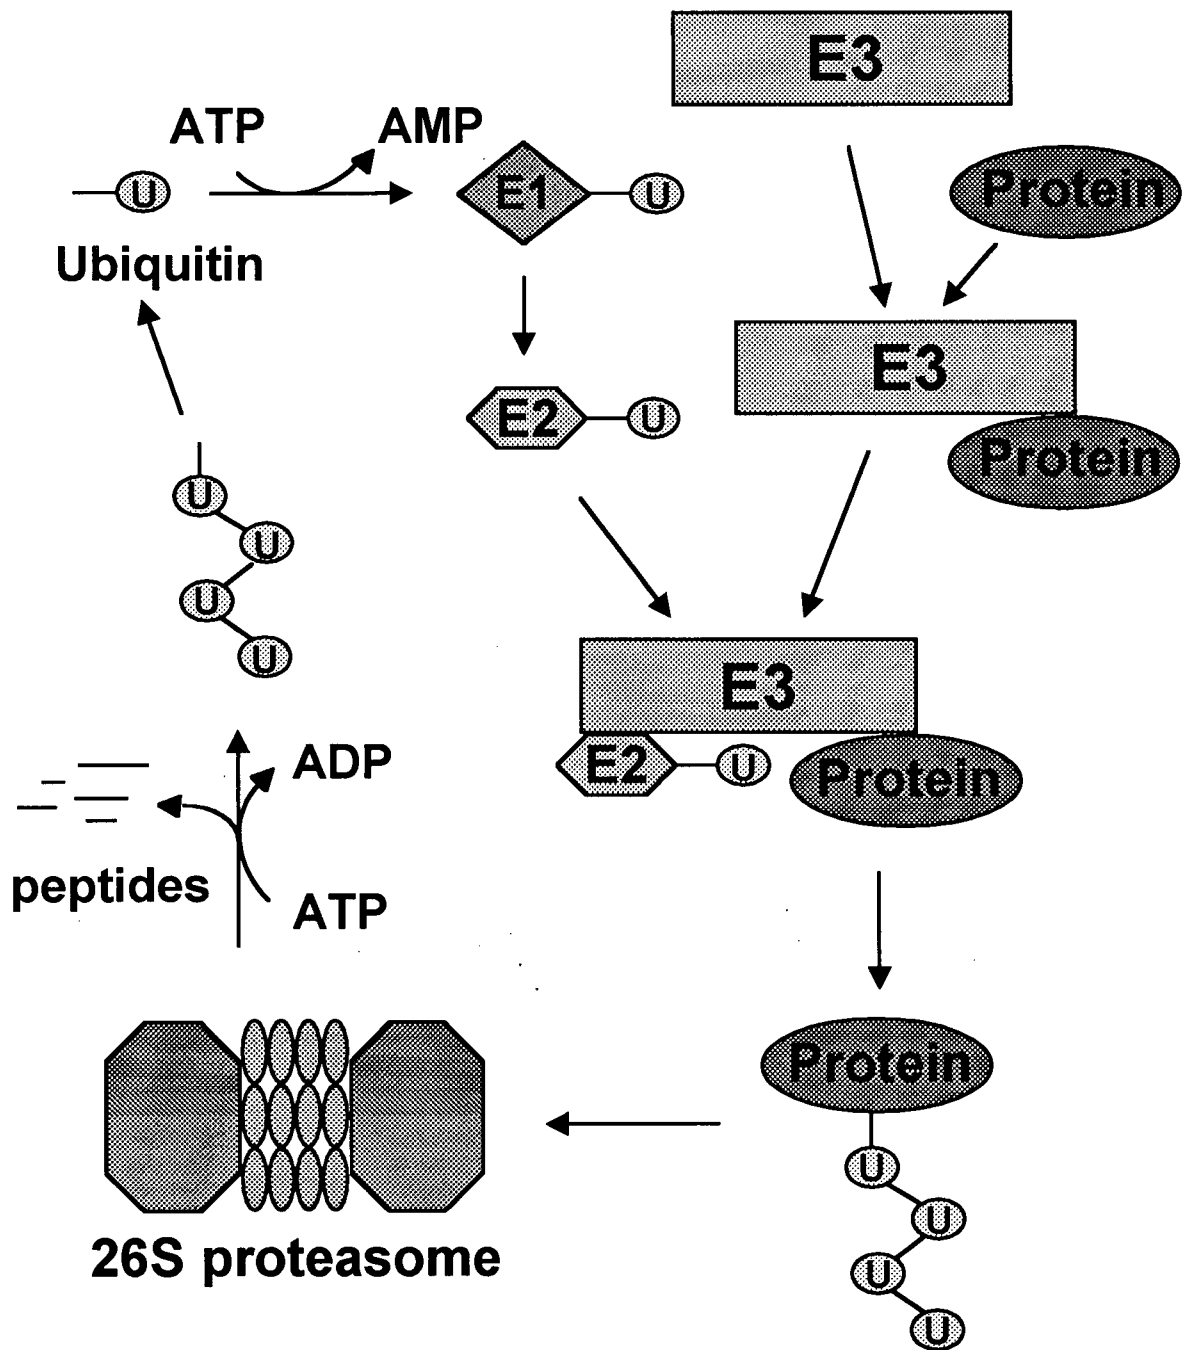 E3
ATP
AMP
U
E1
U
Protein
Ubiquitin
E3
E2
U
Protein
U
U
U
U
E3
E2
U
Protein
ADP
peptides
ATP
Protein
26S proteasome
U
U
U
U